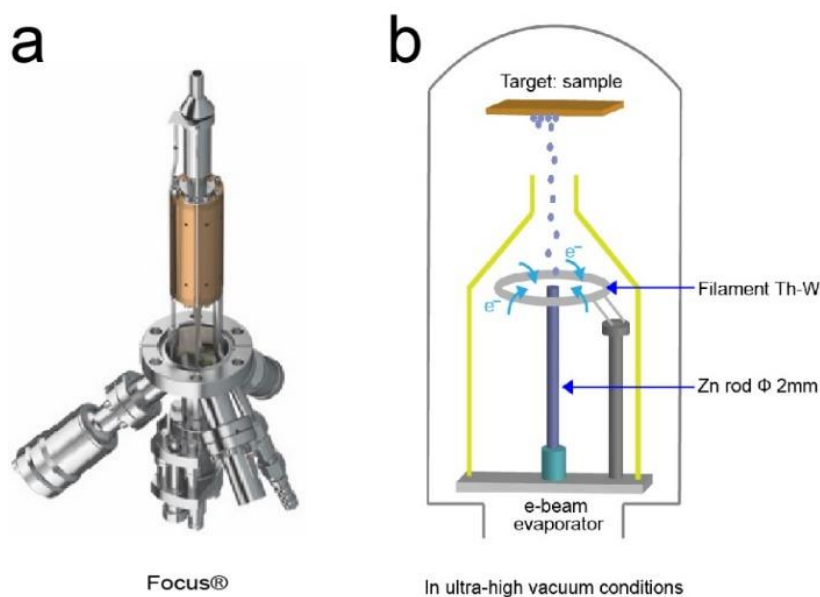 a
b
Target: sample
e⁻
e⁻
Filament Th-W
Zn rod Φ 2mm
e-beam
evaporator
Focus®
In ultra-high vacuum conditions